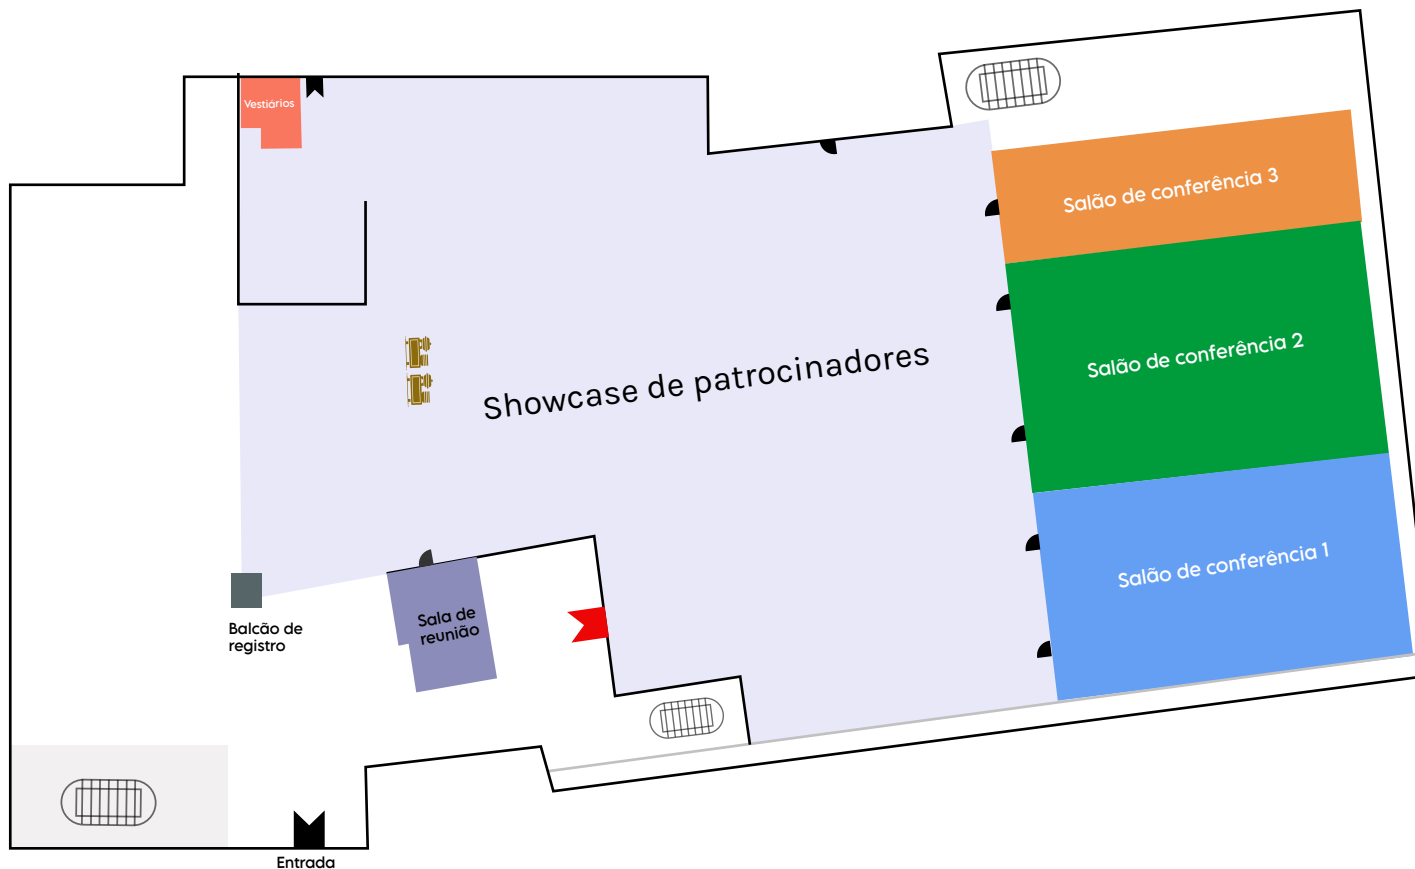 Vestiários
Salão de conferência 3
Salão de conferência 2
Showcase de patrocinadores
Salão de conferência 1
Sala de
reunião
Balcão de
registro
Entrada